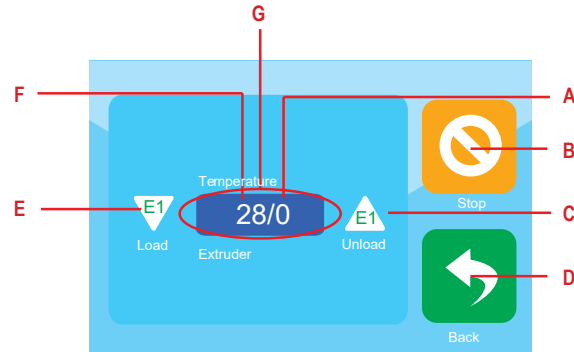 G
F
A
B
Temperature
E
E1
28/0
E1
Stop
C
Load
Extruder
Unload
D
Back